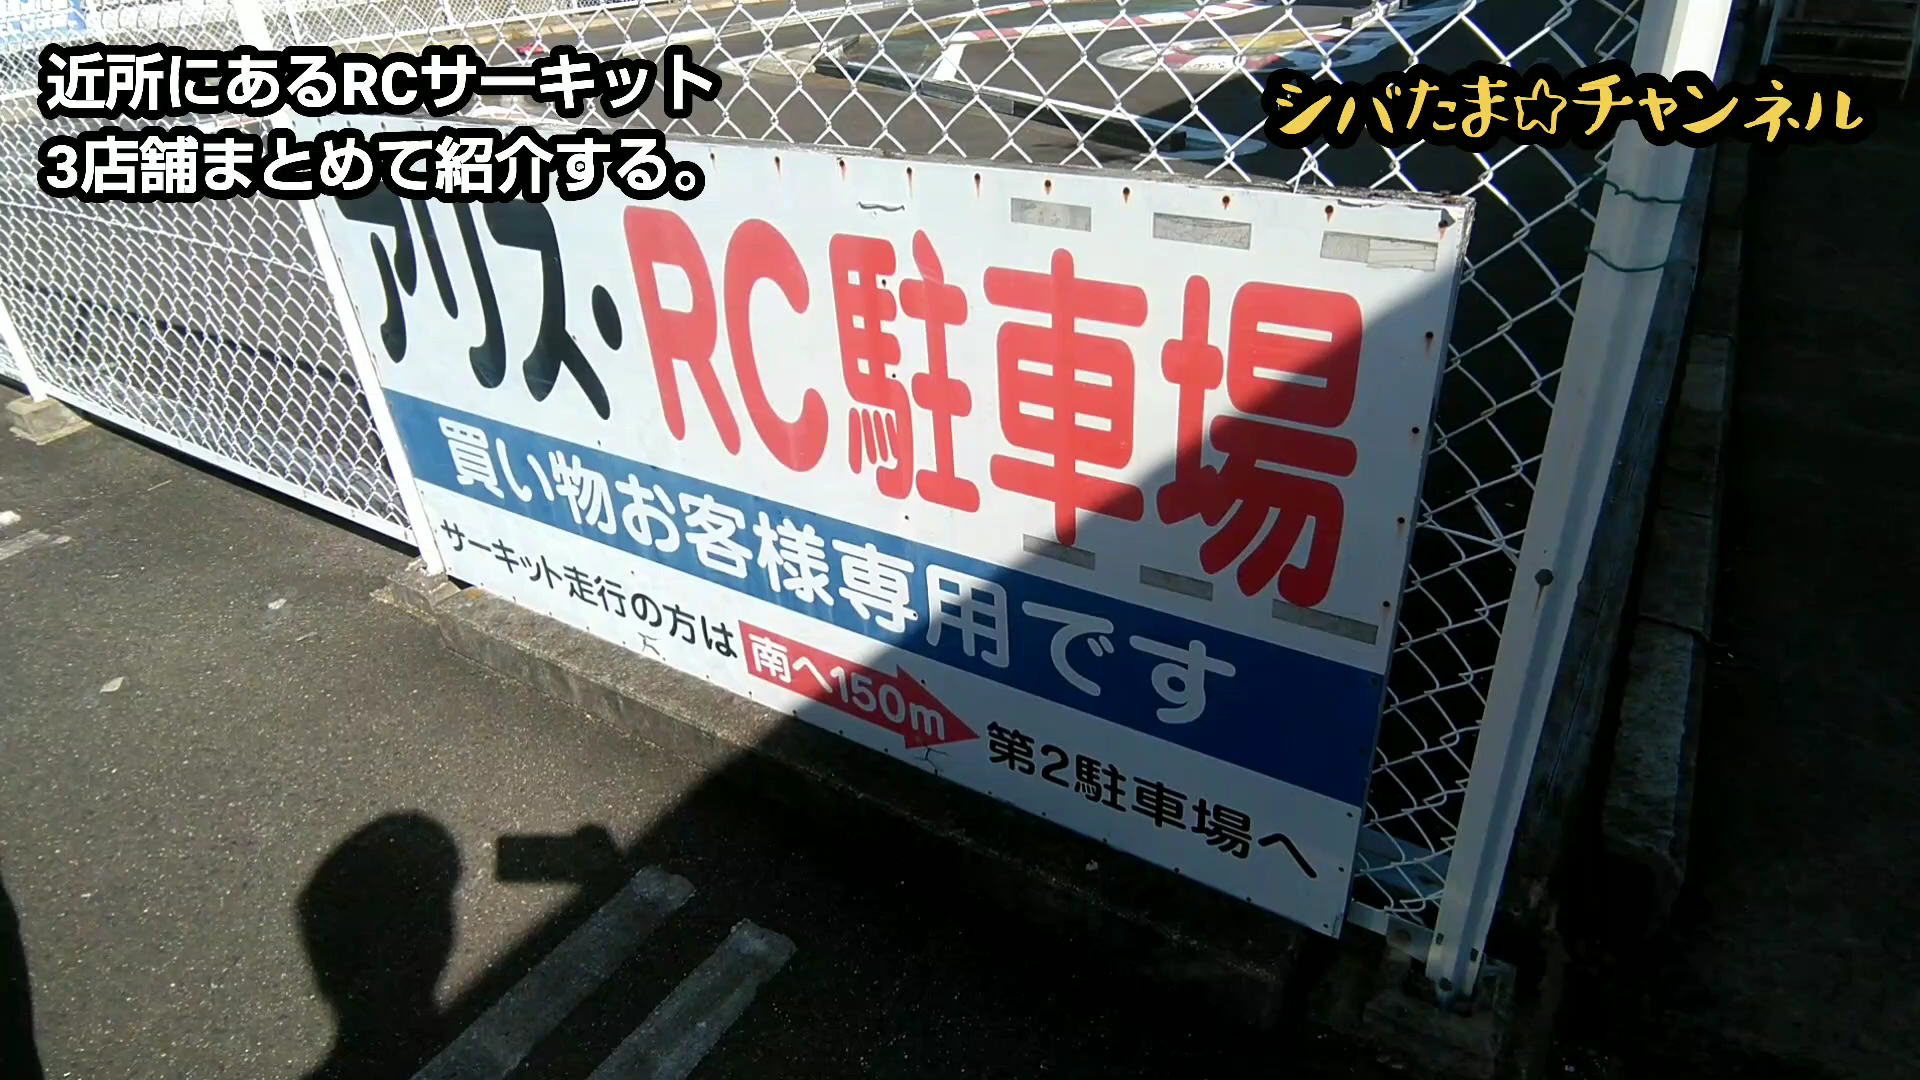 近所にあるRCサーキット
3店舗まとめて紹介する。
シバたま☆チャンネル
アリス・RC駐車場
買い物お客様専用です
サーキット走行の方は 南へ150m 第2駐車場へ